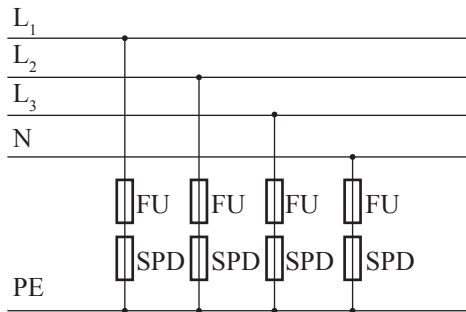 L₁
L₂
L₃
N
FU FU FU FU
SPD SPD SPD SPD
PE